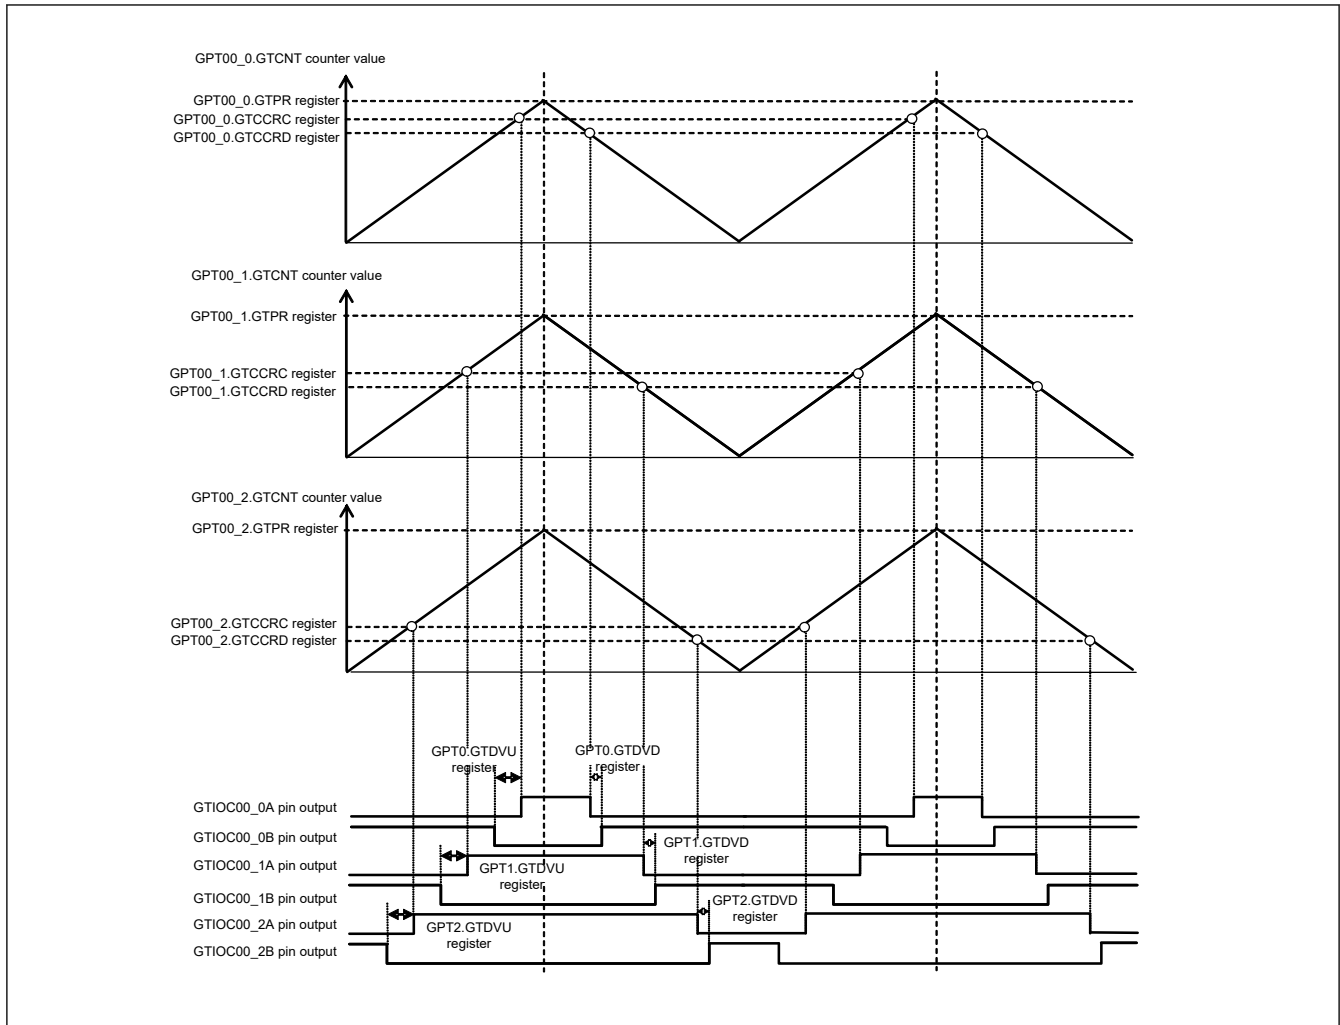 GPT00_0.GTCNT counter value
GPT00_0.GTPR register
GPT00_0.GTCCRC register
GPT00_0.GTCCRD register
GPT00_1.GTCNT counter value
GPT00_1.GTPR register
GPT00_1.GTCCRC register
GPT00_1.GTCCRD register
GPT00_2.GTCNT counter value
GPT00_2.GTPR register
GPT00_2.GTCCRC register
GPT00_2.GTCCRD register
GPT0.GTDVU
register
GPT0.GTDVD
register
GTIOC00_0A pin output
GTIOC00_0B pin output
GPT1.GTDVD
register
GTIOC00_1A pin output
GPT1.GTDVU
register
GTIOC00_1B pin output
GPT2.GTDVD
register
GTIOC00_2A pin output
GPT2.GTDVU
register
GTIOC00_2B pin output